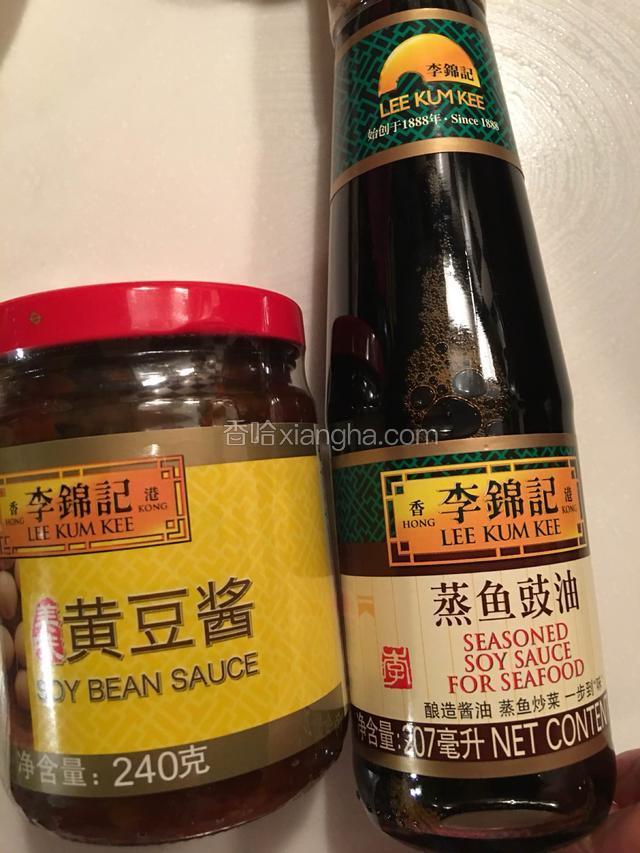 李錦記
LEE KUM KEE
始创于1888年·Since 1888
香哈xiangha.com
香 李錦記 港
HONG LEE KUM KEE KONG
黄豆酱
SOY BEAN SAUCE
净含量：240克
香 李錦記 港
HONG LEE KUM KEE KONG
蒸鱼豉油
SEASONED
SOY SAUCE
FOR SEAFOOD
李
酿造酱油 蒸鱼炒菜 一步到"味"
净含量：207毫升 NET CONTEN